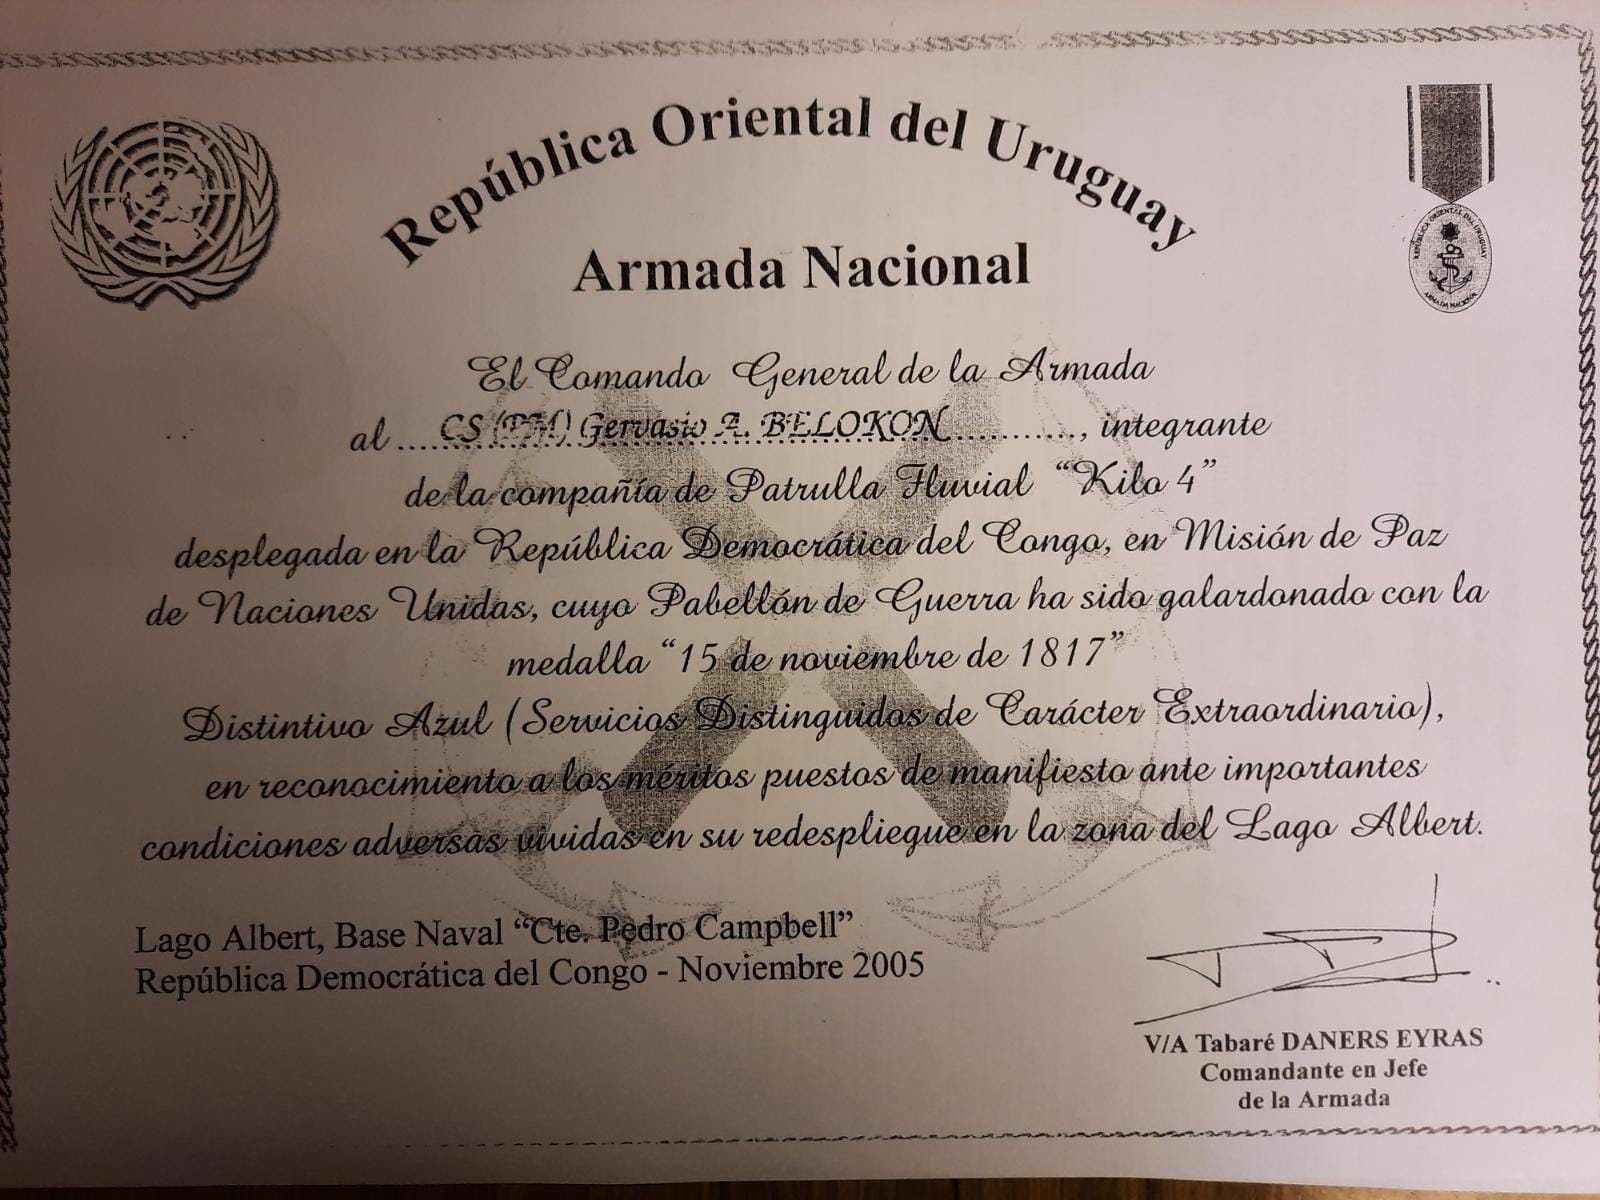 República Oriental del Uruguay
Armada Nacional
REPÚBLICA ORIENTAL DEL URUGUAY
ARMADA NACIONAL
El Comando General de la Armada
al ....CS (PM) Gervasio A. BELOKON............., integrante
de la compañía de Patrulla Fluvial “Kilo 4”
desplegada en la República Democrática del Congo, en Misión de Paz
de Naciones Unidas, cuyo Pabellón de Guerra ha sido galardonado con la
medalla “15 de noviembre de 1817”
Distintivo Azul (Servicios Distinguidos de Carácter Extraordinario),
en reconocimiento a los méritos puestos de manifiesto ante importantes
condiciones adversas vividas en su redespliegue en la zona del Lago Albert.
Lago Albert, Base Naval “Cte. Pedro Campbell”
República Democrática del Congo - Noviembre 2005
V/A Tabaré DANERS EYRAS
Comandante en Jefe
de la Armada